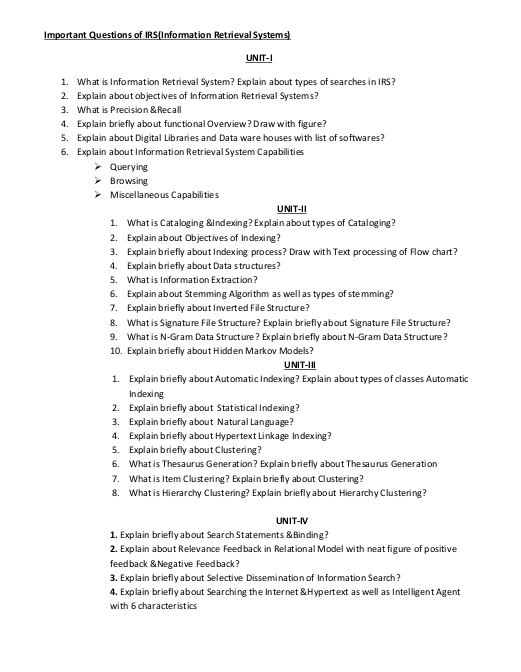 Important Questions of IRS(Information Retrieval Systems)
UNIT-I
1. What is Information Retrieval System? Explain about types of searches in IRS?
2. Explain about objectives of Information Retrieval Systems?
3. What is Precision &Recall
4. Explain briefly about functional Overview? Draw with figure?
5. Explain about Digital Libraries and Data ware houses with list of softwares?
6. Explain about Information Retrieval System Capabilities
➢ Querying
➢ Browsing
➢ Miscellaneous Capabilities
UNIT-II
1. What is Cataloging &Indexing? Explain about types of Cataloging?
2. Explain about Objectives of Indexing?
3. Explain briefly about Indexing process? Draw with Text processing of Flow chart?
4. Explain briefly about Data structures?
5. What is Information Extraction?
6. Explain about Stemming Algorithm as well as types of stemming?
7. Explain briefly about Inverted File Structure?
8. What is Signature File Structure? Explain briefly about Signature File Structure?
9. What is N-Gram Data Structure? Explain briefly about N-Gram Data Structure?
10. Explain briefly about Hidden Markov Models?
UNIT-III
1. Explain briefly about Automatic Indexing? Explain about types of classes Automatic
Indexing
2. Explain briefly about Statistical Indexing?
3. Explain briefly about Natural Language?
4. Explain briefly about Hypertext Linkage Indexing?
5. Explain briefly about Clustering?
6. What is Thesaurus Generation? Explain briefly about Thesaurus Generation
7. What is Item Clustering? Explain briefly about Clustering?
8. What is Hierarchy Clustering? Explain briefly about Hierarchy Clustering?
UNIT-IV
1. Explain briefly about Search Statements &Binding?
2. Explain about Relevance Feedback in Relational Model with neat figure of positive
feedback &Negative Feedback?
3. Explain briefly about Selective Dissemination of Information Search?
4. Explain briefly about Searching the Internet &Hypertext as well as Intelligent Agent
with 6 characteristics